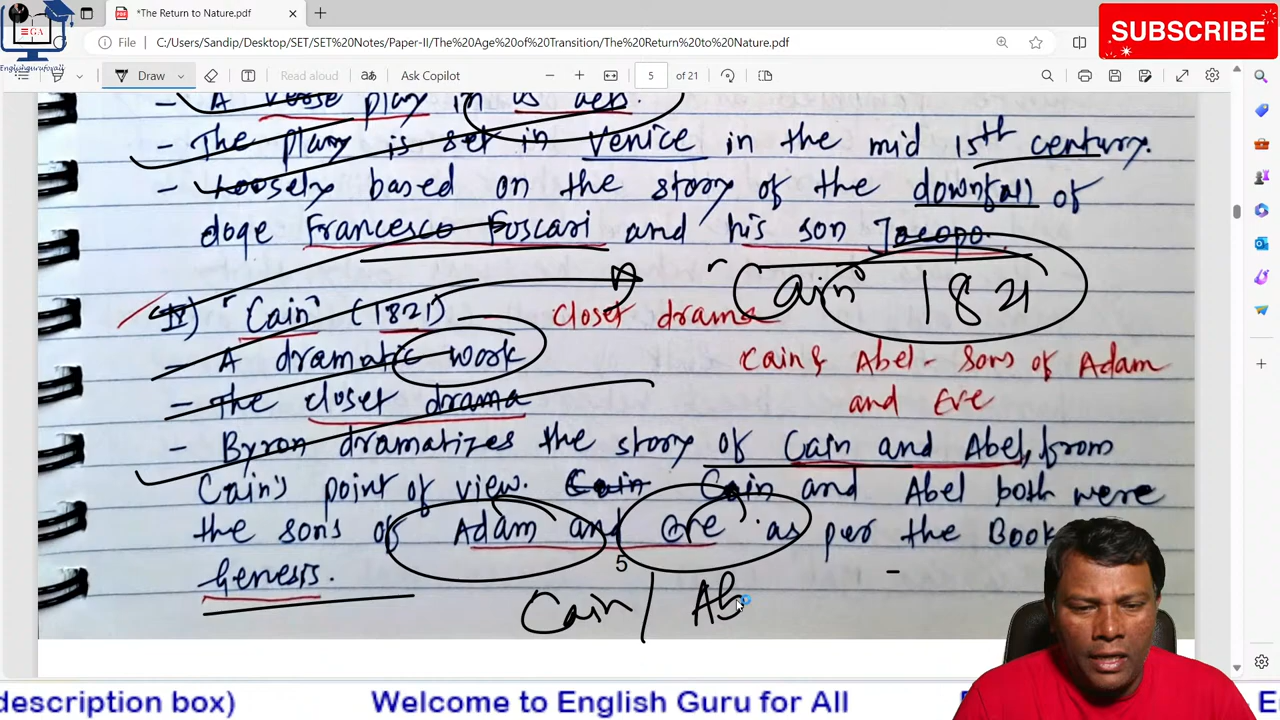 *The Return to Nature.pdf
SUBSCRIBE
EGA
Englishguruforall
File
C:/Users/Sandip/Desktop/SET/SET%20Notes/Paper-II/The%20Age%20of%20Transition/The%20Return%20to%20Nature.pdf
Draw
Read aloud
Ask Copilot
5 of 21
- A verse play in
- The play is set in Venice in the mid 15th century.
- Loosely based on the story of the downfall of
doge Francesco Foscari and his son Jacopo.
"Cain" 1821
IV) "Cain" (1821) - closet drama
- A dramatic work
Cain & Abel - Sons of Adam
and Eve
- The closet drama
- Byron dramatizes the story of Cain and Abel, from
Cain's point of view. Cain Cain and Abel both were
the sons of Adam and eve as per the Book
Genesis.
5
Cain/ Ab
description box)
Welcome to English Guru for All